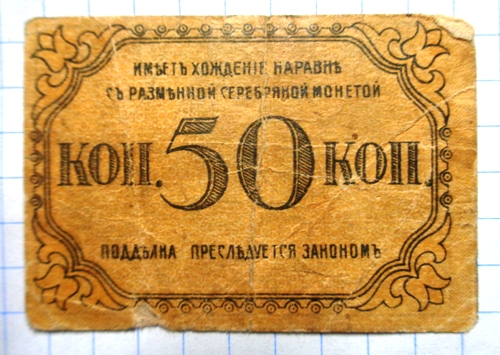 ИМѢЕТЪ ХОЖДЕНІЕ НАРАВНѢ
СЪ РАЗМѢННОЙ СЕРЕБРЯНОЙ МОНЕТОЙ
КОП. 50 КОП.
ПОДДѢЛКА ПРЕСЛѢДУЕТСЯ ЗАКОНОМЪ